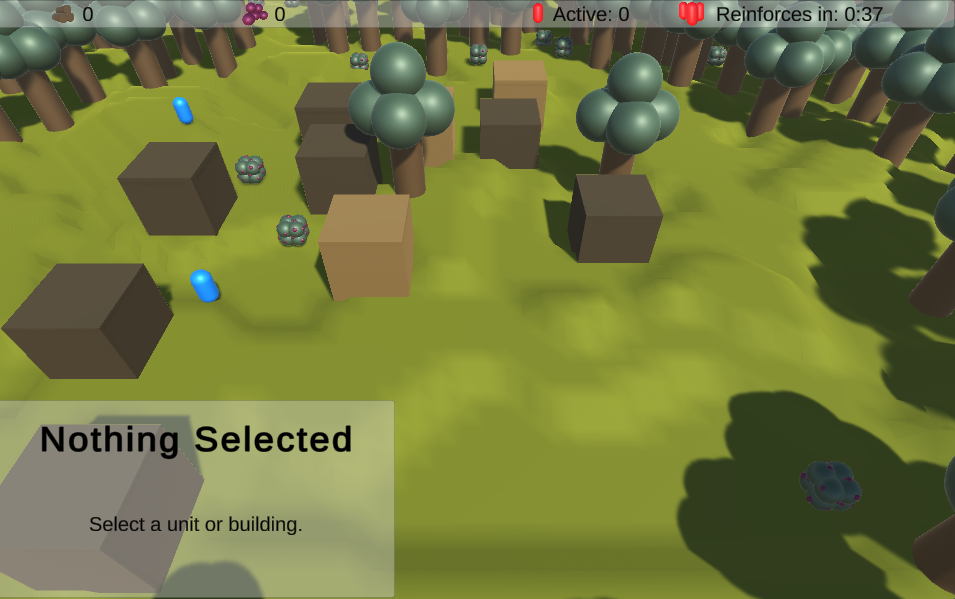 0 0 Active: 0 Reinforces in: 0:37
Nothing Selected
Select a unit or building.